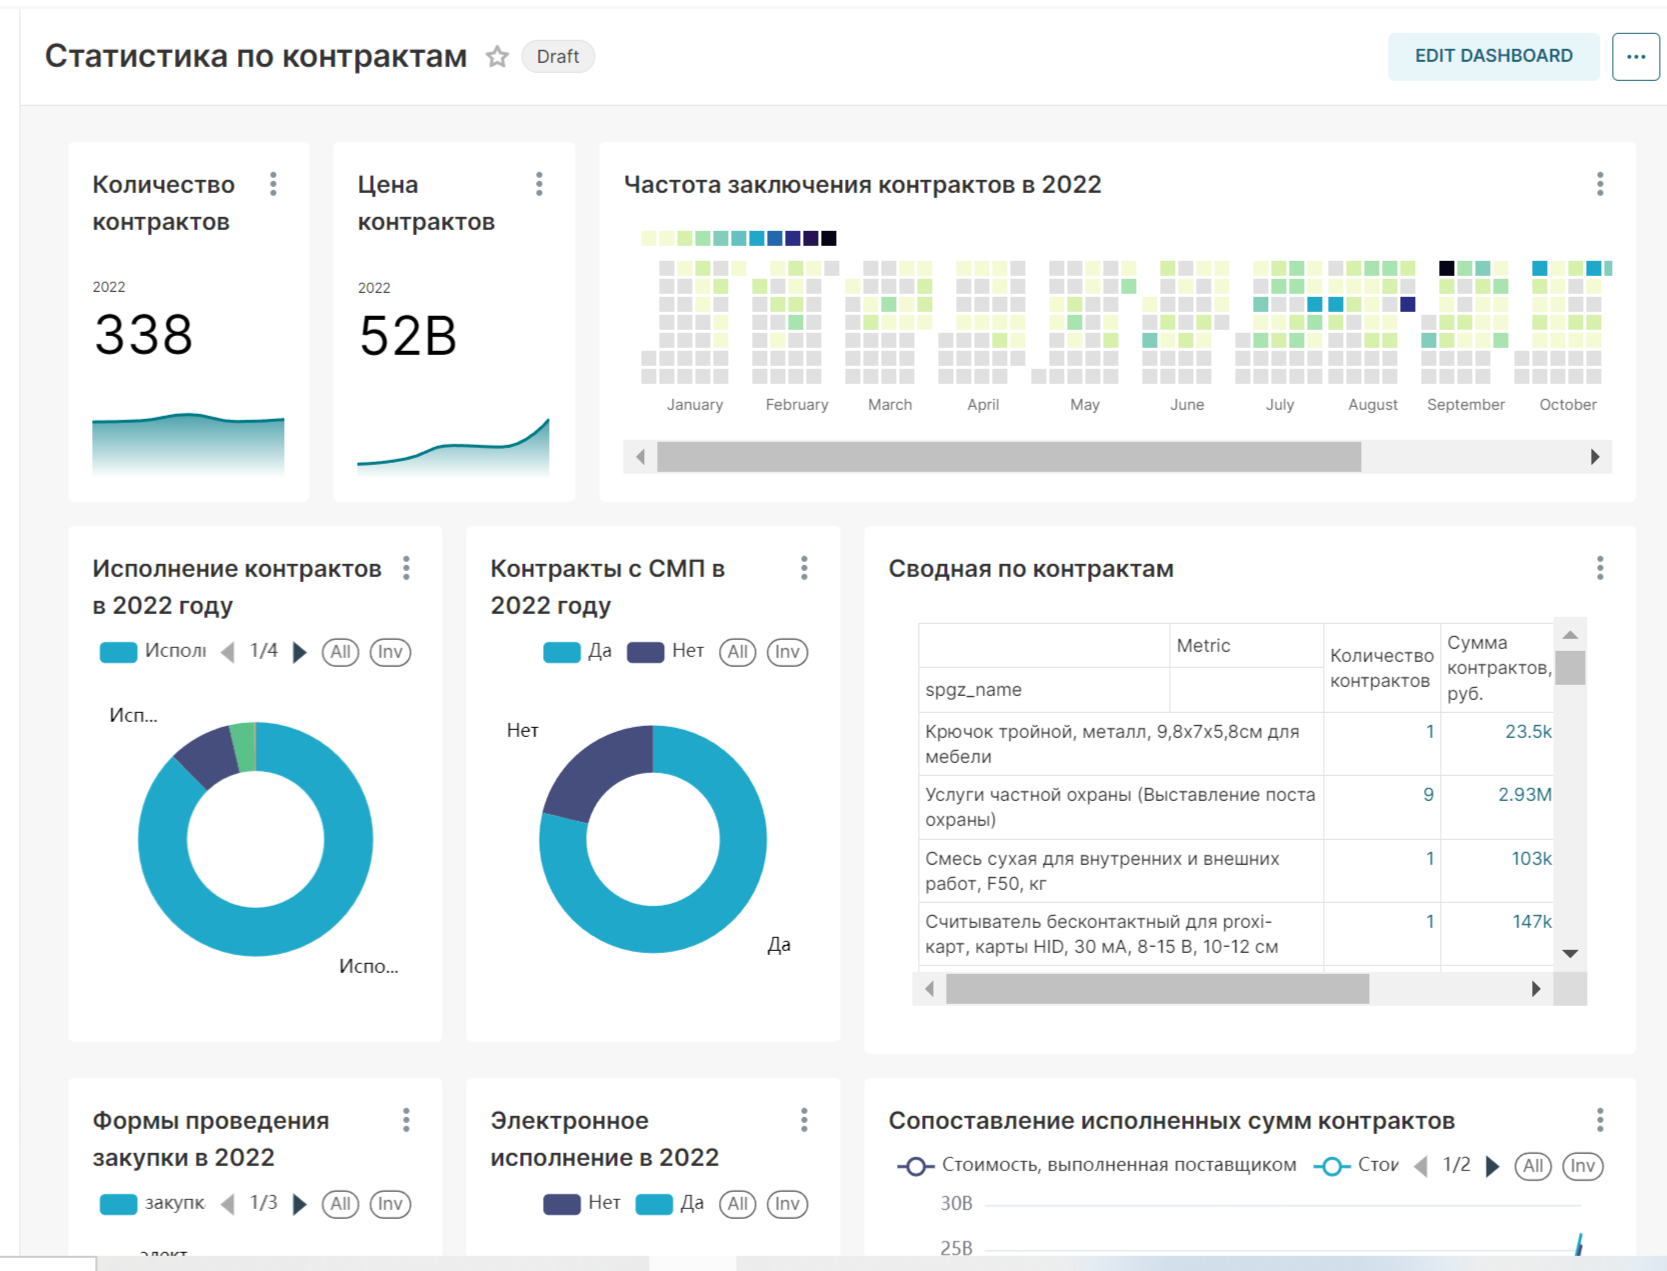 Статистика по контрактам
Draft
EDIT DASHBOARD
Количество
контрактов
2022
338
Цена
контрактов
2022
52B
Частота заключения контрактов в 2022
January February March April May June July August September October
Исполнение контрактов
в 2022 году
Испол 1/4 All Inv
Исп...
Испо...
Контракты с СМП в
2022 году
Да Нет All Inv
Нет
Да
Сводная по контрактам
Metric
Количество
контрактов
Сумма
контрактов,
руб.
spgz_name
Крючок тройной, металл, 9,8х7х5,8см для
мебели
1 23.5k
Услуги частной охраны (Выставление поста
охраны)
9 2.93M
Смесь сухая для внутренних и внешних
работ, F50, кг
1 103k
Считыватель бесконтактный для proxi-
карт, карты HID, 30 мА, 8-15 В, 10-12 см
1 147k
Формы проведения
закупки в 2022
закупк 1/3 All Inv
элект
Электронное
исполнение в 2022
Нет Да All Inv
Сопоставление исполненных сумм контрактов
Стоимость, выполненная поставщиком Стои 1/2 All Inv
30B
25B